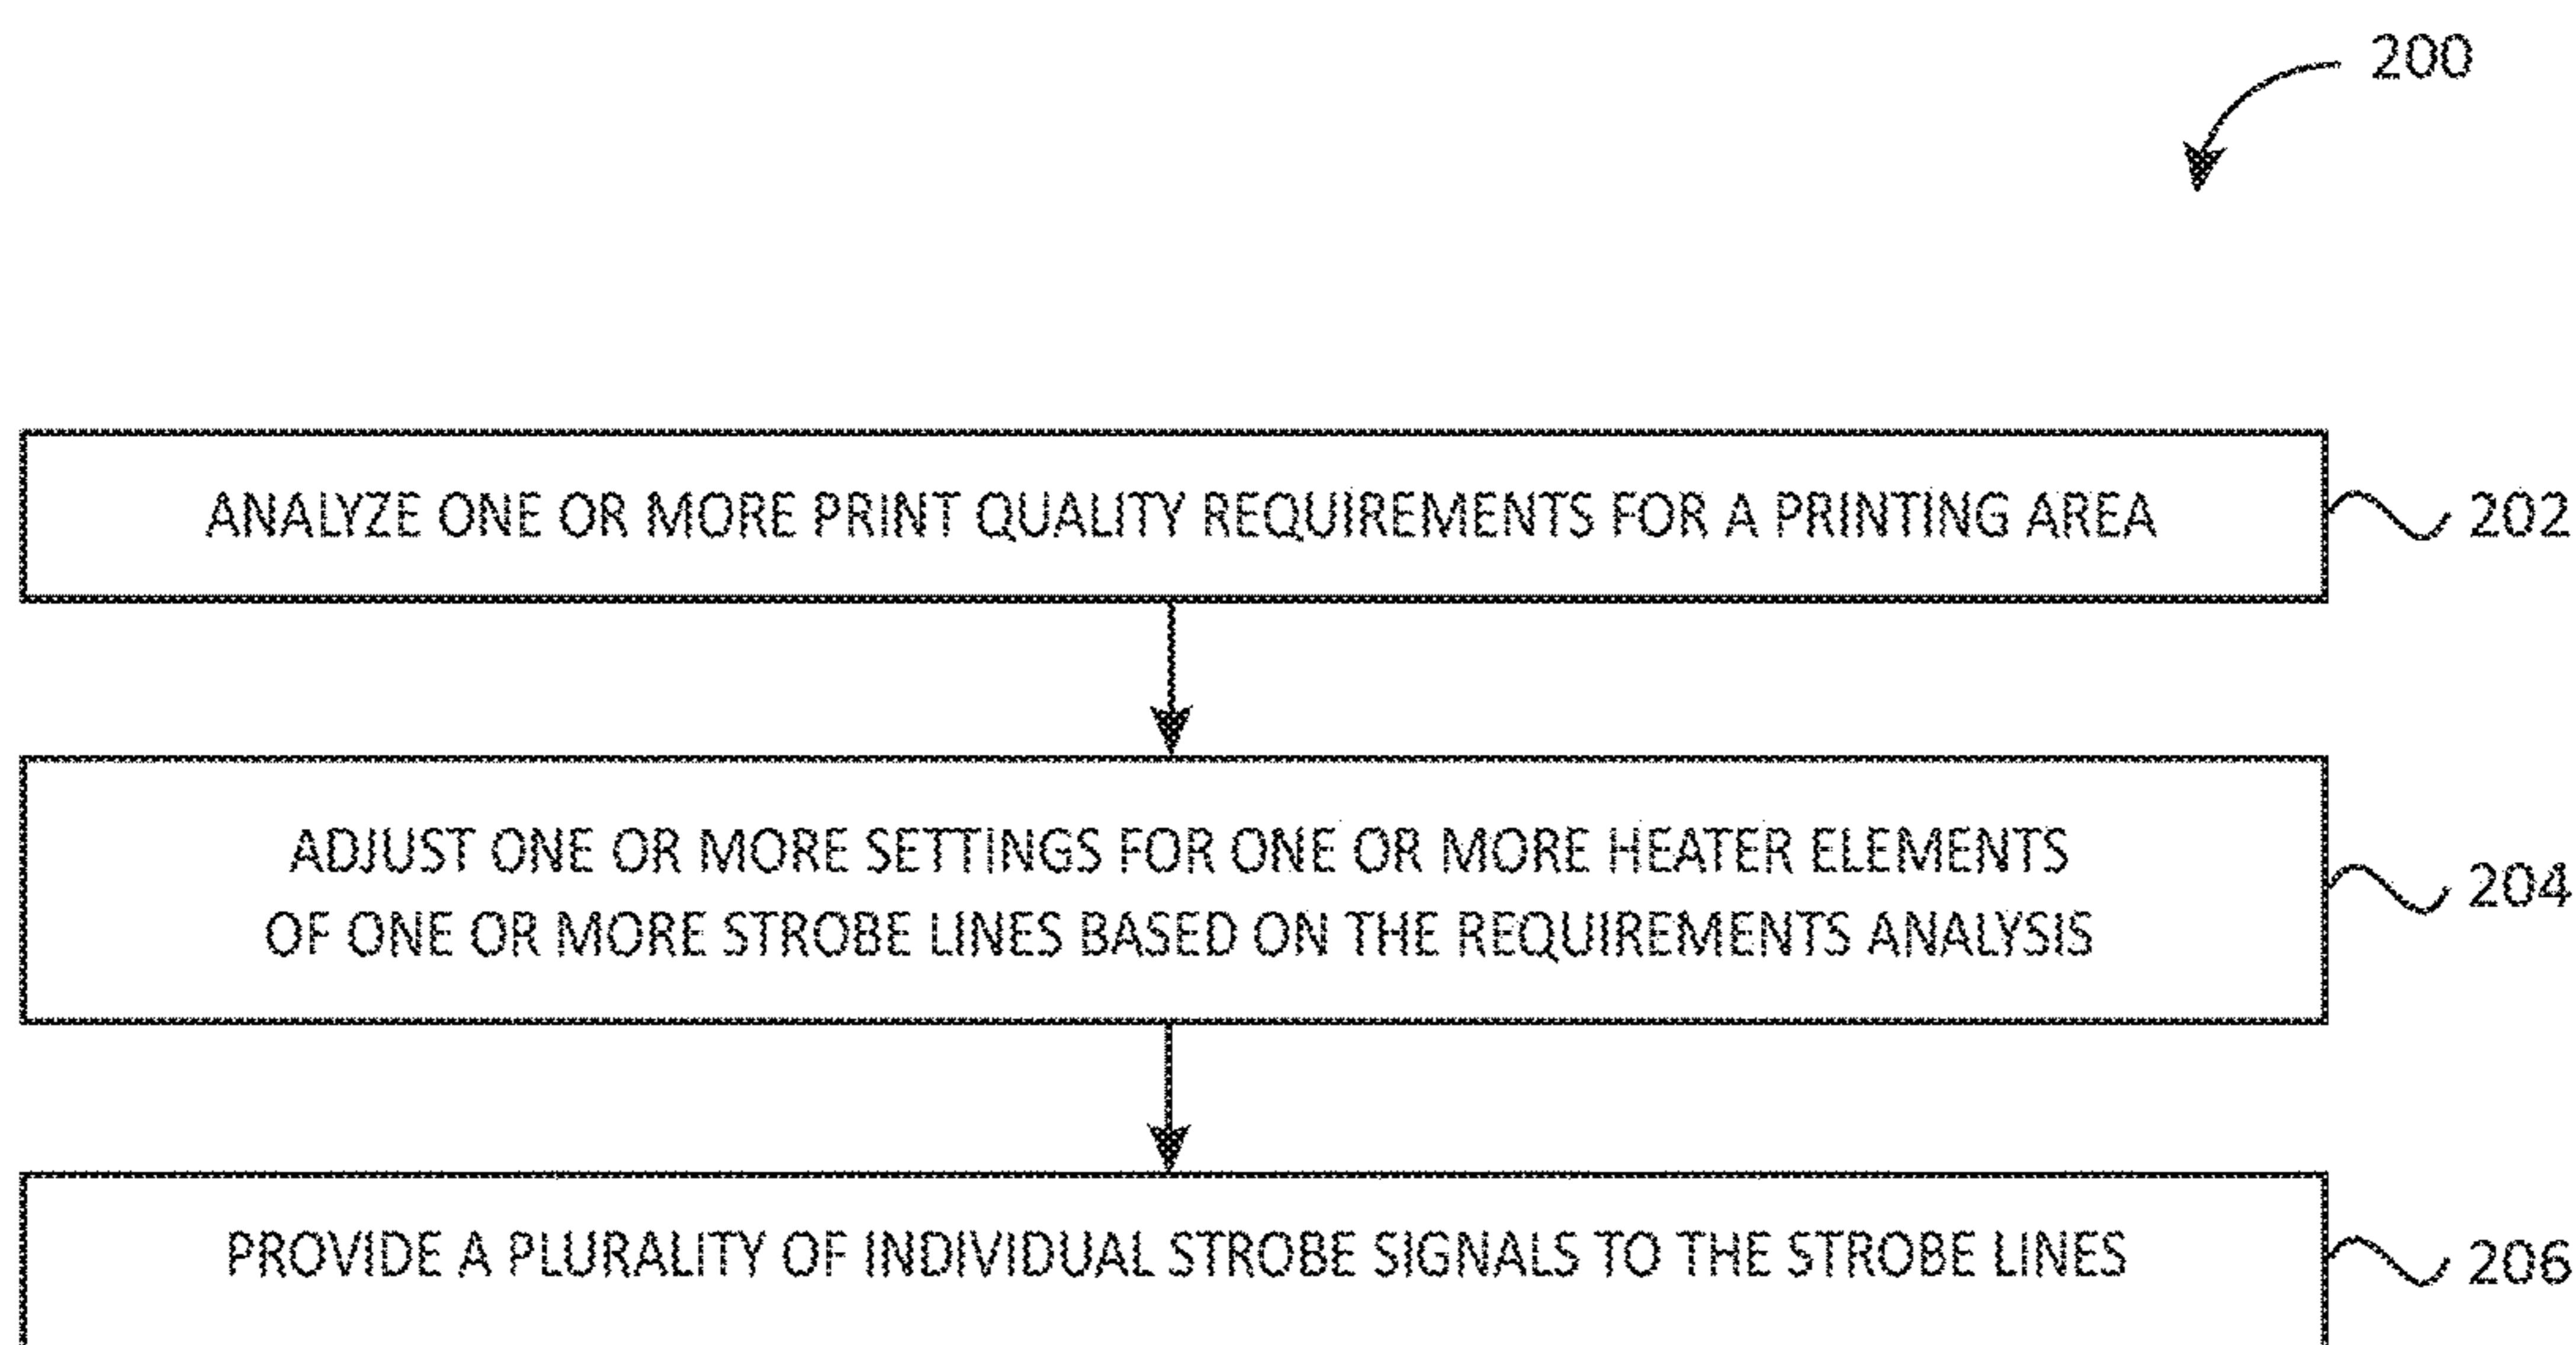 200
ANALYZE ONE OR MORE PRINT QUALITY REQUIREMENTS FOR A PRINTING AREA
202
ADJUST ONE OR MORE SETTINGS FOR ONE OR MORE HEATER ELEMENTS
OF ONE OR MORE STROBE LINES BASED ON THE REQUIREMENTS ANALYSIS
204
PROVIDE A PLURALITY OF INDIVIDUAL STROBE SIGNALS TO THE STROBE LINES
206